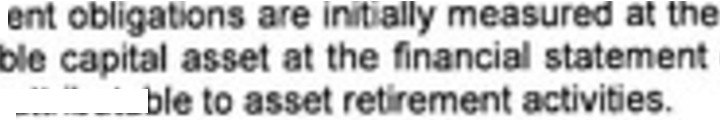 ent obligations are initially measured at the
ble capital asset at the financial statement
ble to asset retirement activities.